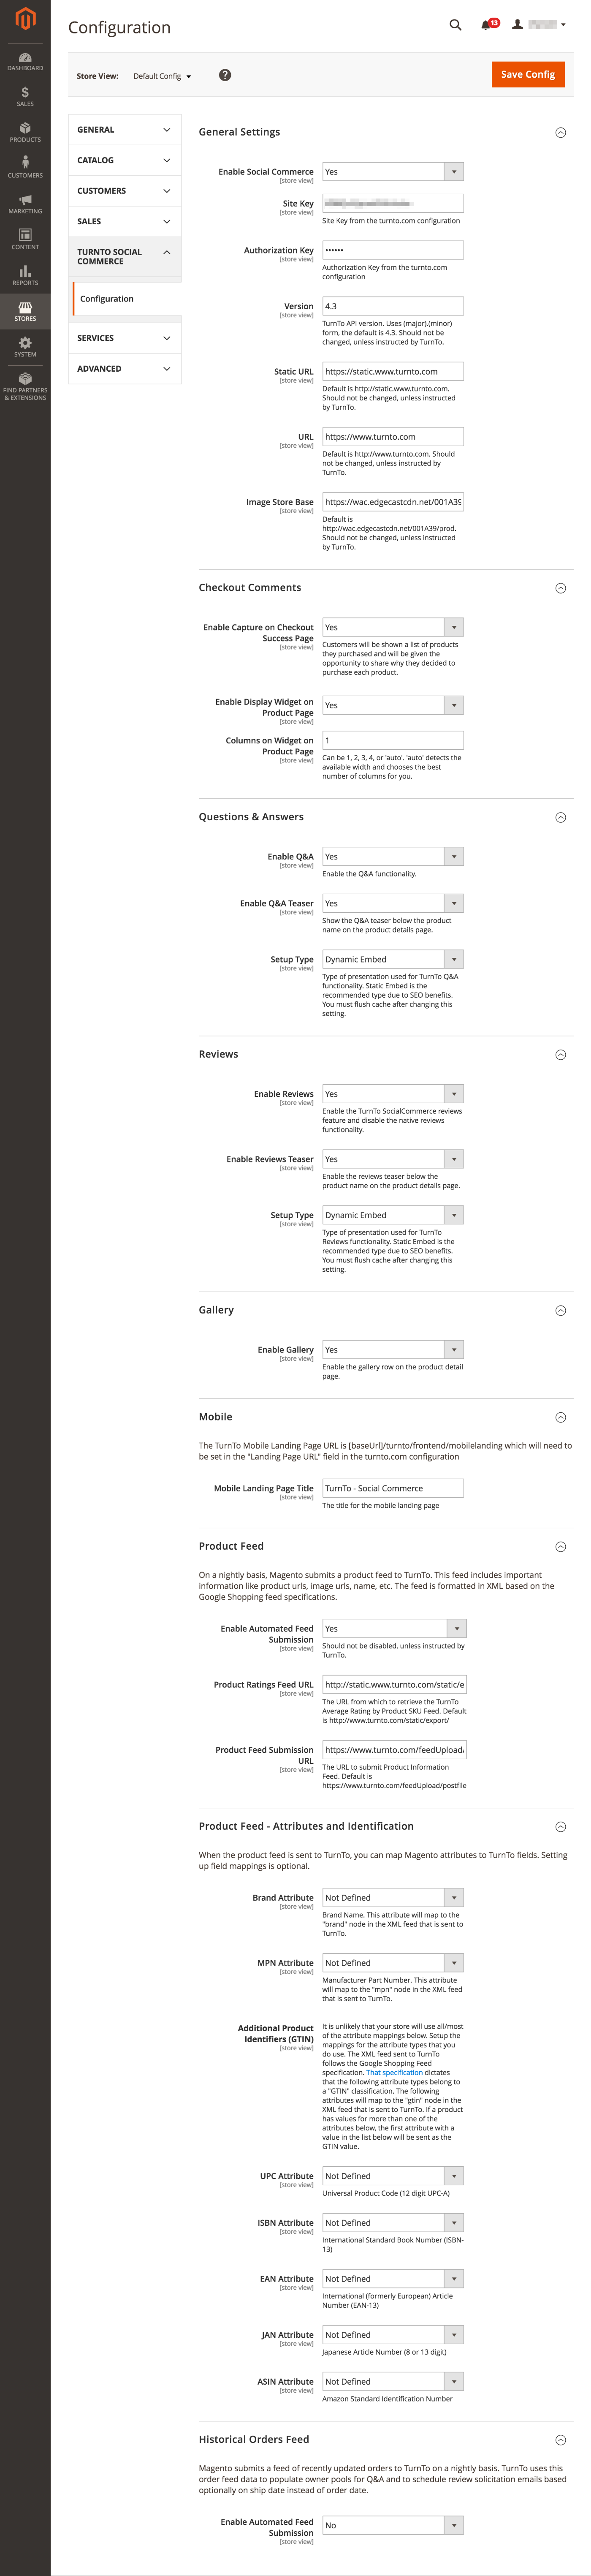 Configuration
13
Store View:
Default Config
?
Save Config
DASHBOARD
$
SALES
PRODUCTS
CUSTOMERS
MARKETING
CONTENT
REPORTS
STORES
SYSTEM
FIND PARTNERS
& EXTENSIONS
GENERAL
CATALOG
CUSTOMERS
SALES
TURNTO SOCIAL
COMMERCE
Configuration
SERVICES
ADVANCED
General Settings
Enable Social Commerce
[store view]
Yes
Site Key
[store view]
Site Key from the turnto.com configuration
Authorization Key
[store view]
••••••
Authorization Key from the turnto.com
configuration
Version
[store view]
4.3
TurnTo API version. Uses (major).(minor)
form, the default is 4.3. Should not be
changed, unless instructed by TurnTo.
Static URL
[store view]
https://static.www.turnto.com
Default is http://static.www.turnto.com.
Should not be changed, unless instructed
by TurnTo.
URL
[store view]
https://www.turnto.com
Default is http://www.turnto.com. Should
not be changed, unless instructed by
TurnTo.
Image Store Base
[store view]
https://wac.edgecastcdn.net/001A39
Default is
http://wac.edgecastcdn.net/001A39/prod.
Should not be changed, unless instructed
by TurnTo.
Checkout Comments
Enable Capture on Checkout
Success Page
[store view]
Yes
Customers will be shown a list of products
they purchased and will be given the
opportunity to share why they decided to
purchase each product.
Enable Display Widget on
Product Page
[store view]
Yes
Columns on Widget on
Product Page
[store view]
1
Can be 1, 2, 3, 4, or 'auto'. 'auto' detects the
available width and chooses the best
number of columns for you.
Questions & Answers
Enable Q&A
[store view]
Yes
Enable the Q&A functionality.
Enable Q&A Teaser
[store view]
Yes
Show the Q&A teaser below the product
name on the product details page.
Setup Type
[store view]
Dynamic Embed
Type of presentation used for TurnTo Q&A
functionality. Static Embed is the
recommended type due to SEO benefits.
You must flush cache after changing this
setting.
Reviews
Enable Reviews
[store view]
Yes
Enable the TurnTo SocialCommerce reviews
feature and disable the native reviews
functionality.
Enable Reviews Teaser
[store view]
Yes
Enable the reviews teaser below the
product name on the product details page.
Setup Type
[store view]
Dynamic Embed
Type of presentation used for TurnTo
Reviews functionality. Static Embed is the
recommended type due to SEO benefits.
You must flush cache after changing this
setting.
Gallery
Enable Gallery
[store view]
Yes
Enable the gallery row on the product detail
page.
Mobile
The TurnTo Mobile Landing Page URL is [baseUrl]/turnto/frontend/mobilelanding which will need to
be set in the "Landing Page URL" field in the turnto.com configuration
Mobile Landing Page Title
[store view]
TurnTo - Social Commerce
The title for the mobile landing page
Product Feed
On a nightly basis, Magento submits a product feed to TurnTo. This feed includes important
information like product urls, image urls, name, etc. The feed is formatted in XML based on the
Google Shopping feed specifications.
Enable Automated Feed
Submission
[store view]
Yes
Should not be disabled, unless instructed by
TurnTo.
Product Ratings Feed URL
[store view]
http://static.www.turnto.com/static/e
The URL from which to retrieve the TurnTo
Average Rating by Product SKU Feed. Default
is http://www.turnto.com/static/export/
Product Feed Submission
URL
[store view]
https://www.turnto.com/feedUpload/
The URL to submit Product Information
Feed. Default is
https://www.turnto.com/feedUpload/postfile
Product Feed - Attributes and Identification
When the product feed is sent to TurnTo, you can map Magento attributes to TurnTo fields. Setting
up field mappings is optional.
Brand Attribute
[store view]
Not Defined
Brand Name. This attribute will map to the
"brand" node in the XML feed that is sent to
TurnTo.
MPN Attribute
[store view]
Not Defined
Manufacturer Part Number. This attribute
will map to the "mpn" node in the XML feed
that is sent to TurnTo.
Additional Product
Identifiers (GTIN)
[store view]
It is unlikely that your store will use all/most
of the attribute mappings below. Setup the
mappings for the attribute types that you
do use. The XML feed sent to TurnTo
follows the Google Shopping Feed
specification. That specification dictates
that the following attribute types belong to
a "GTIN" classification. The following
attributes will map to the "gtin" node in the
XML feed that is sent to TurnTo. If a product
has values for more than one of the
attributes below, the first attribute with a
value in the list below will be sent as the
GTIN value.
UPC Attribute
[store view]
Not Defined
Universal Product Code (12 digit UPC-A)
ISBN Attribute
[store view]
Not Defined
International Standard Book Number (ISBN-
13)
EAN Attribute
[store view]
Not Defined
International (formerly European) Article
Number (EAN-13)
JAN Attribute
[store view]
Not Defined
Japanese Article Number (8 or 13 digit)
ASIN Attribute
[store view]
Not Defined
Amazon Standard Identification Number
Historical Orders Feed
Magento submits a feed of recently updated orders to TurnTo on a nightly basis. TurnTo uses this
order feed data to populate owner pools for Q&A and to schedule review solicitation emails based
optionally on ship date instead of order date.
Enable Automated Feed
Submission
[store view]
No